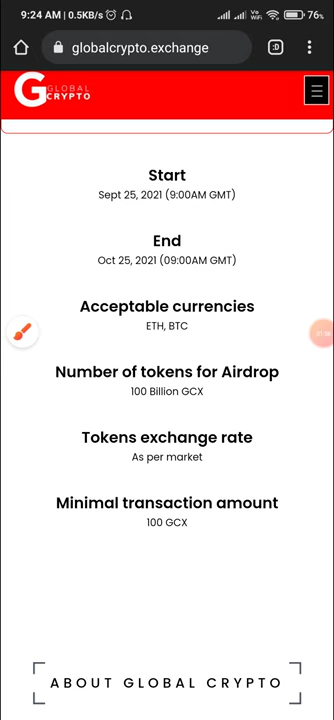 9:24 AM | 0.5KB/s
Vo WiFi
76%
globalcrypto.exchange
:D
GLOBAL
CRYPTO
Start
Sept 25, 2021 (9:00AM GMT)
End
Oct 25, 2021 (09:00AM GMT)
Acceptable currencies
ETH, BTC
Number of tokens for Airdrop
100 Billion GCX
Tokens exchange rate
As per market
Minimal transaction amount
100 GCX
ABOUT GLOBAL CRYPTO